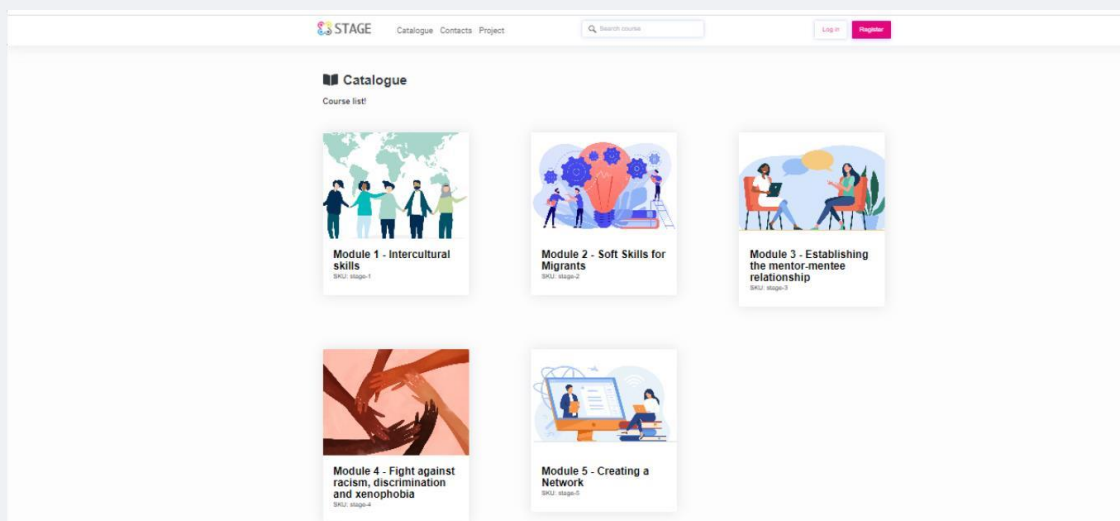 STAGE
Catalogue Contacts Project
Search course
Log in
Register
Catalogue
Course list!
Module 1 - Intercultural
skills
SKU: stage-1
Module 2 - Soft Skills for
Migrants
SKU: stage-2
Module 3 - Establishing
the mentor-mentee
relationship
SKU: stage-3
Module 4 - Fight against
racism, discrimination
and xenophobia
SKU: stage-4
Module 5 - Creating a
Network
SKU: stage-5